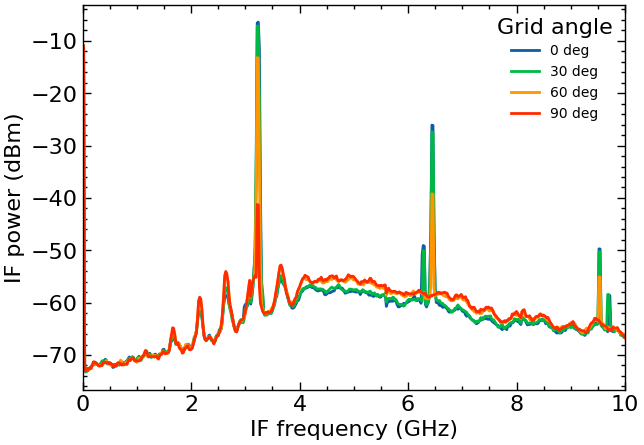 Grid angle
0 deg
30 deg
60 deg
90 deg
−10
−20
−30
−40
−50
−60
−70
IF power (dBm)
0 2 4 6 8 10
IF frequency (GHz)